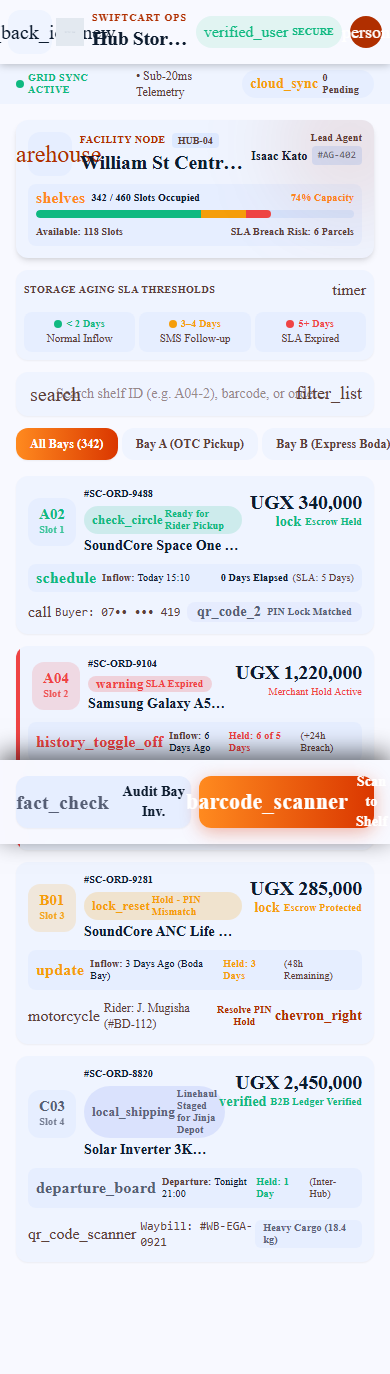 SWIFTCART OPS
Hub Stor…
verified_user SECURE
GRID SYNC ACTIVE
• Sub-20ms Telemetry
cloud_sync 0 Pending
FACILITY NODE HUB-04
William St Centr…
Lead Agent
Isaac Kato #AG-402
shelves 342 / 460 Slots Occupied 74% Capacity
Available: 118 Slots SLA Breach Risk: 6 Parcels
STORAGE AGING SLA THRESHOLDS timer
< 2 Days
Normal Inflow
3–4 Days
SMS Follow-up
5+ Days
SLA Expired
search
Search shelf ID (e.g. A04-2), barcode, or
filter_list
All Bays (342) Bay A (OTC Pickup) Bay B (Express Boda)
A02
Slot 1
#SC-ORD-9488
check_circle Ready for Rider Pickup
SoundCore Space One …
UGX 340,000
lock Escrow Held
schedule Inflow: Today 15:10 0 Days Elapsed (SLA: 5 Days)
call Buyer: 07•• ••• 419 qr_code_2 PIN Lock Matched
A04
Slot 2
#SC-ORD-9104
warning SLA Expired
Samsung Galaxy A5…
UGX 1,220,000
Merchant Hold Active
history_toggle_off Inflow: 6 Days Ago Held: 6 of 5 Days (+24h Breach)
fact_check Audit Bay Inv.
barcode_scanner Scan to Shelf
B01
Slot 3
#SC-ORD-9281
lock_reset Hold - PIN Mismatch
SoundCore ANC Life …
UGX 285,000
lock Escrow Protected
update Inflow: 3 Days Ago (Boda Bay) Held: 3 Days (48h Remaining)
motorcycle Rider: J. Mugisha (#BD-112) Resolve PIN Hold chevron_right
C03
Slot 4
#SC-ORD-8820
local_shipping Linehaul Staged for Jinja Depot
Solar Inverter 3K…
UGX 2,450,000
verified B2B Ledger Verified
departure_board Departure: Tonight 21:00 Held: 1 Day (Inter-Hub)
qr_code_scanner Waybill: #WB-EGA-0921 Heavy Cargo (18.4 kg)